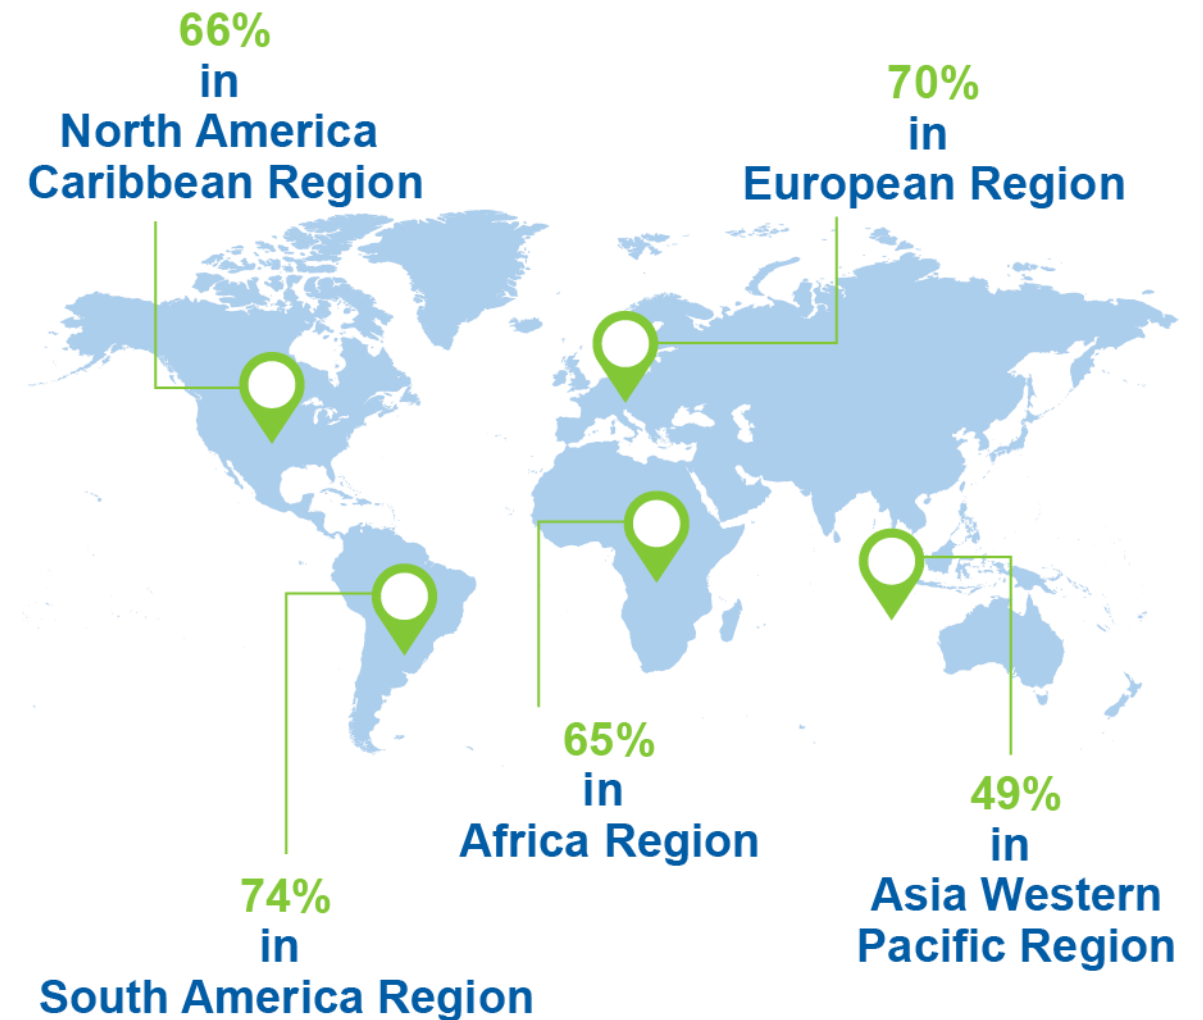 66%
in
North America
Caribbean Region
70%
in
European Region
65%
in
Africa Region
49%
in
Asia Western
Pacific Region
74%
in
South America Region